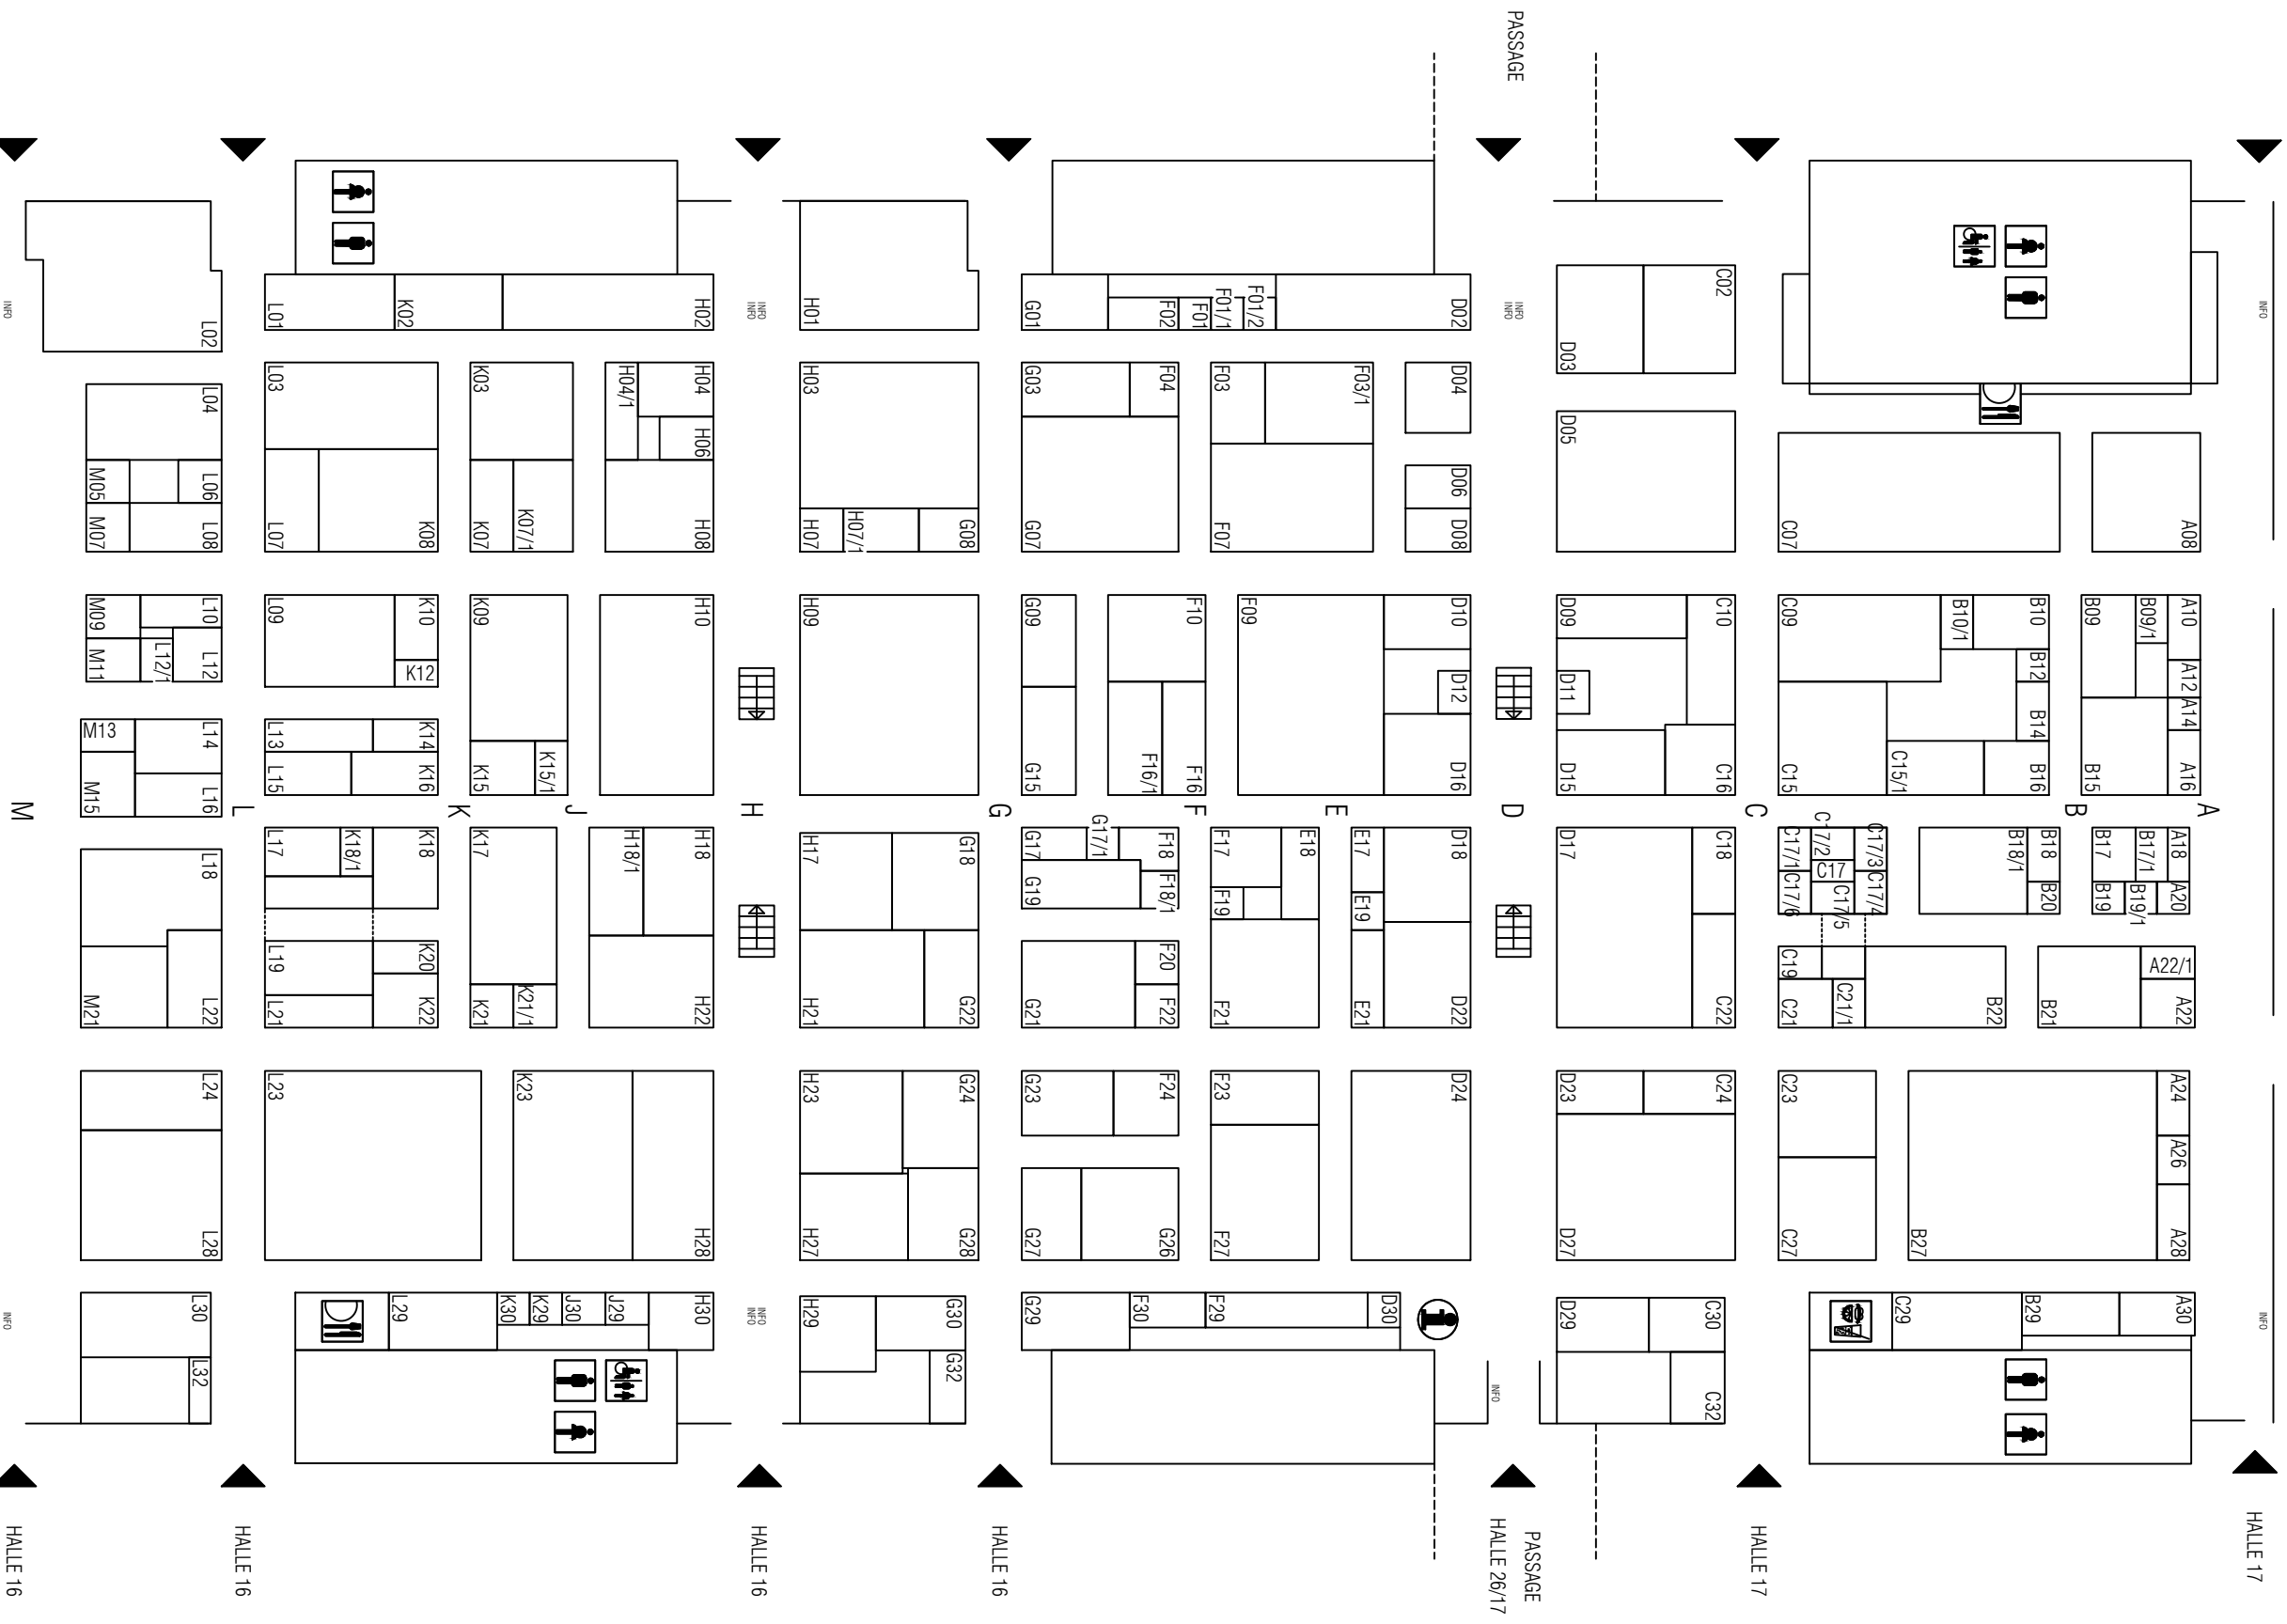 PASSAGE
INFO
L02
L01
K02
H02
INFO
INFO
H01
G01
F02
F01
F01/1
F01/2
D02
INFO
INFO
D03
C02
INFO
L04
L03
K03
H04/1
H04
H03
G03
F04
F03
F03/1
D04
D05
H06
M05
L06
D06
M07
L08
L07
K08
K07
K07/1
H08
H07
H07/1
G08
G07
F07
D08
C07
A08
M09
L10
L09
K10
K09
H10
H09
G09
F10
F09
D10
D09
C10
C09
B10/1
B10
B09
B09/1
A10
M11
L12/1
L12
K12
D12
D11
B12
A12
M13
L14
L13
K14
B14
A14
M15
L16
L15
K16
K15
K15/1
G15
F16/1
F16
D16
D15
C16
C15
C15/1
B16
B15
A16
M
L
K
J
H
G
F
E
D
C
B
A
L18
L17
K18/1
K18
K17
H18/1
H18
H17
G18
G17
G17/1
F18
F17
E18
E17
D18
D17
C18
C17/1
C17/2
C17/3
C17
B18/1
B18
B17
B17/1
A18
G19
F18/1
F19
E19
C17/6
C17/5
C17/4
B20
B19
B19/1
A20
L19
K20
F20
C19
A22/1
M21
L22
L21
K22
K21
K21/1
H22
H21
G22
G21
F22
F21
E21
D22
C22
C21
C21/1
B22
B21
A22
L24
L23
K23
H23
G24
G23
F24
F23
D24
D23
C24
C23
A24
A26
L28
H28
H27
G28
G27
G26
F27
D27
C27
B27
A28
INFO
L30
L29
K30
K29
J30
J29
H30
INFO
INFO
H29
G30
G29
F30
F29
D30
D29
C30
C29
B29
A30
INFO
L32
G32
INFO
C32
HALLE 16
HALLE 16
HALLE 16
HALLE 16
HALLE 26/17
PASSAGE
HALLE 17
HALLE 17